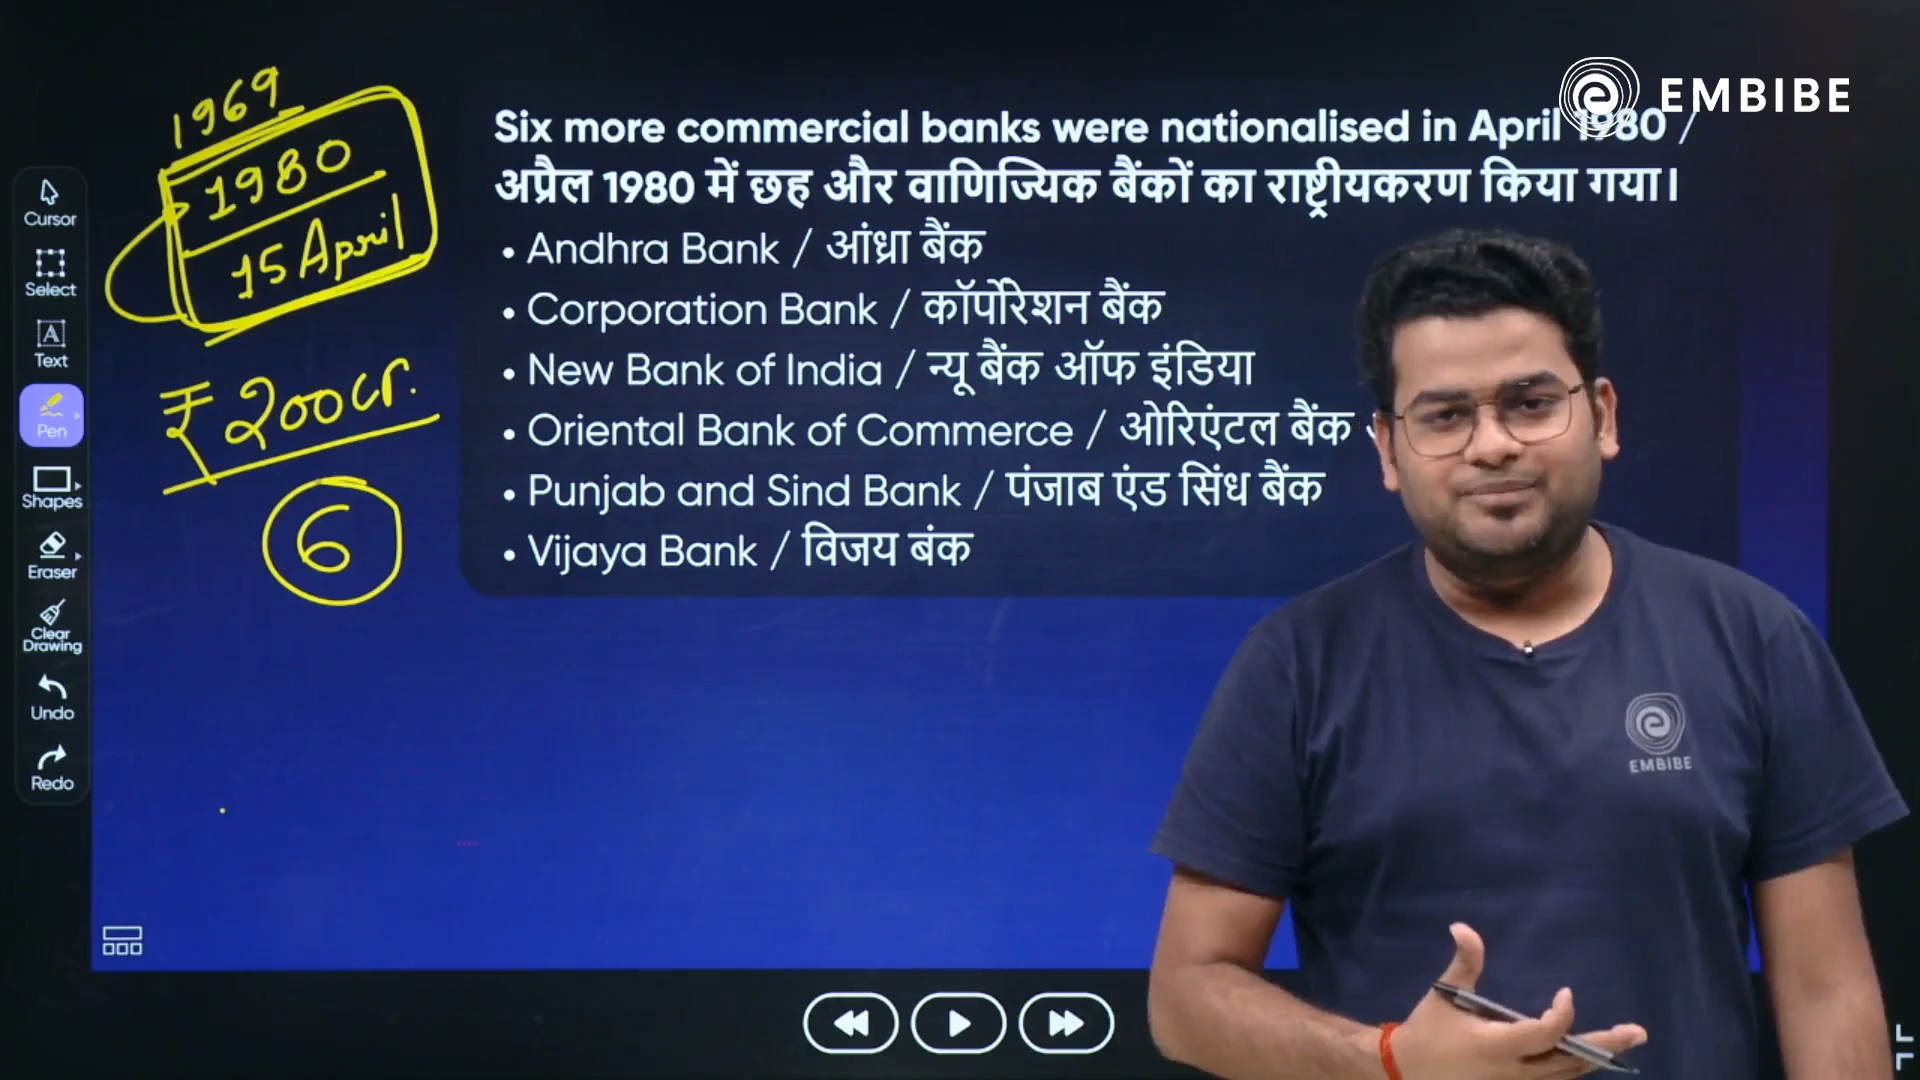 EMBIBE
1969
1980
15 April
₹ 200 cr.
6
Six more commercial banks were nationalised in April 1980 /
अप्रैल 1980 में छह और वाणिज्यिक बैंकों का राष्ट्रीयकरण किया गया।
• Andhra Bank / आंध्रा बैंक
• Corporation Bank / कॉर्पोरेशन बैंक
• New Bank of India / न्यू बैंक ऑफ इंडिया
• Oriental Bank of Commerce / ओरिएंटल बैंक
• Punjab and Sind Bank / पंजाब एंड सिंध बैंक
• Vijaya Bank / विजय बंक
Cursor
Select
Text
Pen
Shapes
Eraser
Clear
Drawing
Undo
Redo
EMBIBE